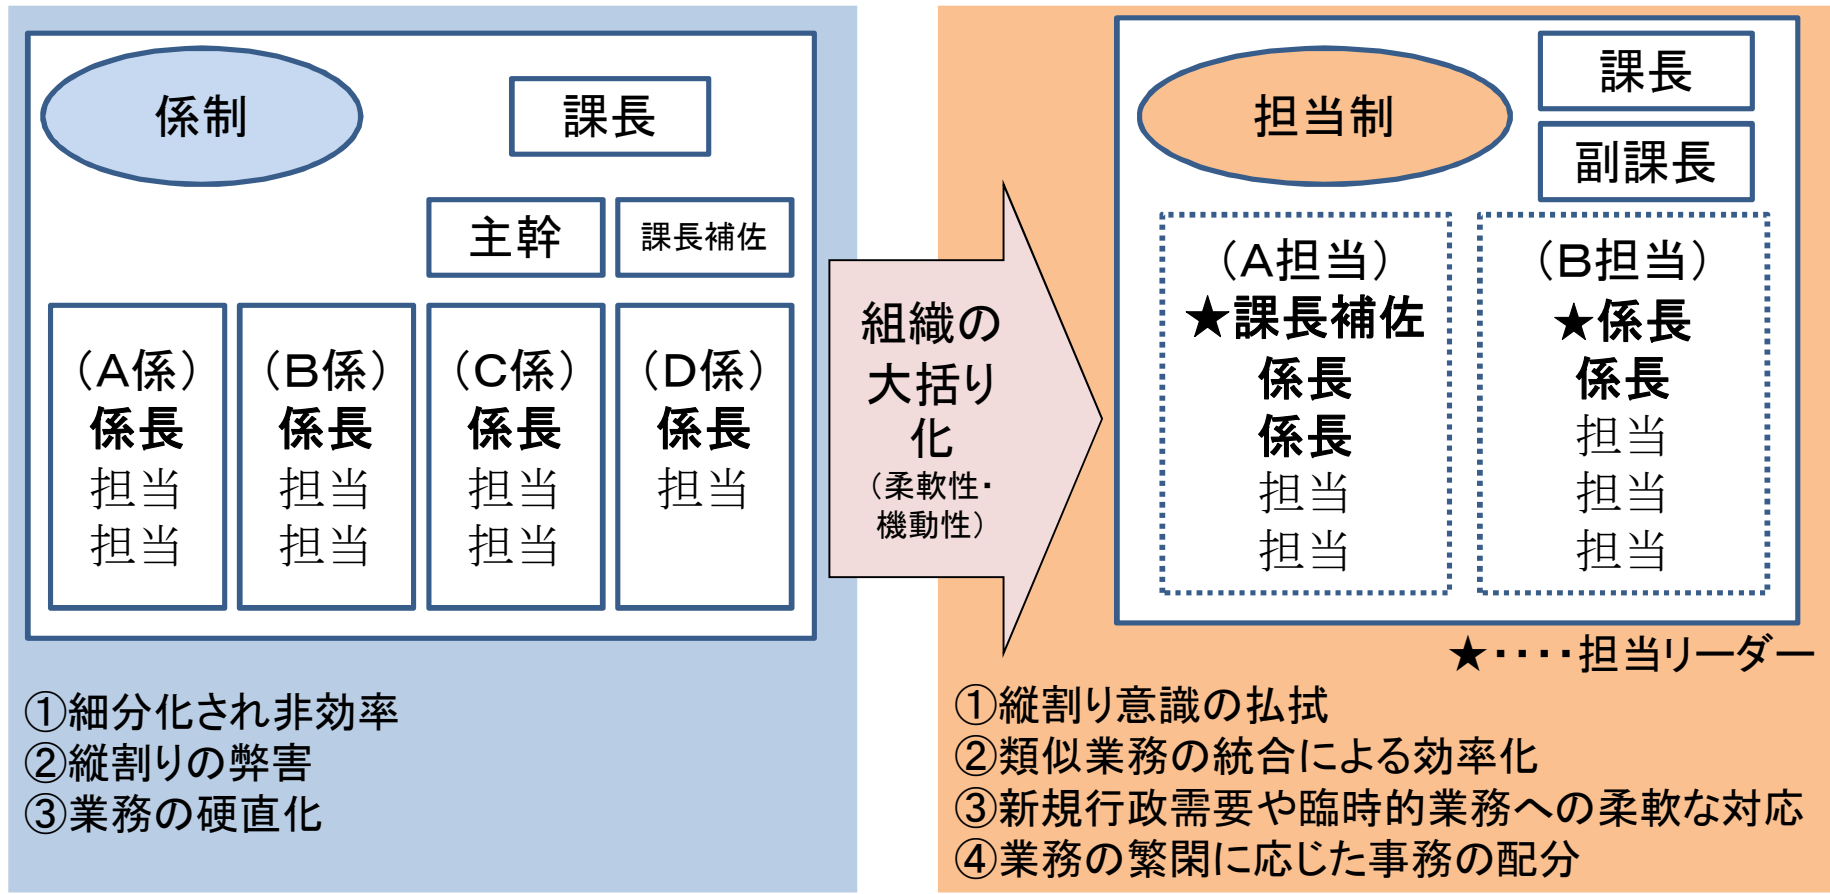 係制
課長
主幹
課長補佐
（Ａ係）
係長
担当
担当
（Ｂ係）
係長
担当
担当
（Ｃ係）
係長
担当
担当
（Ｄ係）
係長
担当
①細分化され非効率
②縦割りの弊害
③業務の硬直化
組織の
大括り
化
（柔軟性・
機動性）
担当制
課長
副課長
（Ａ担当）
★課長補佐
係長
係長
担当
担当
（Ｂ担当）
★係長
係長
担当
担当
担当
★・・・・担当リーダー
①縦割り意識の払拭
②類似業務の統合による効率化
③新規行政需要や臨時的業務への柔軟な対応
④業務の繁閑に応じた事務の配分